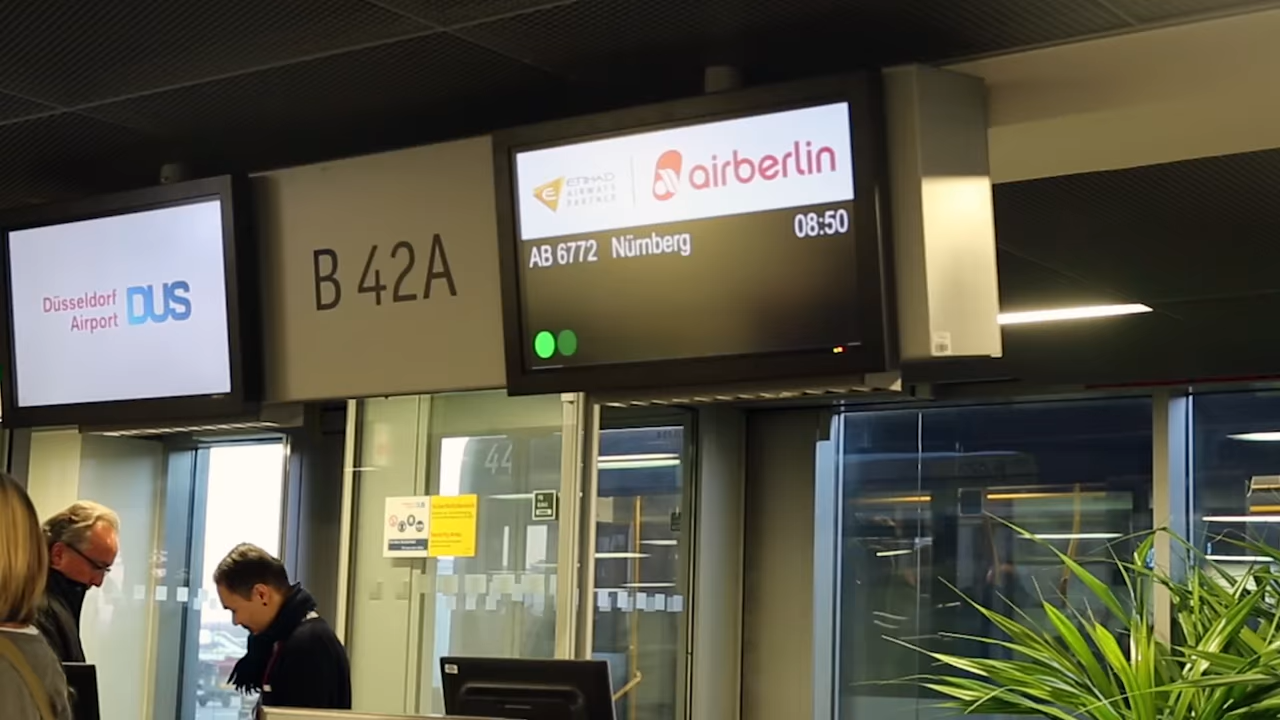 Düsseldorf
Airport
DUS
B 42A
ETIHAD
AIRWAYS
PARTNER
airberlin
AB 6772 Nürnberg 08:50
44